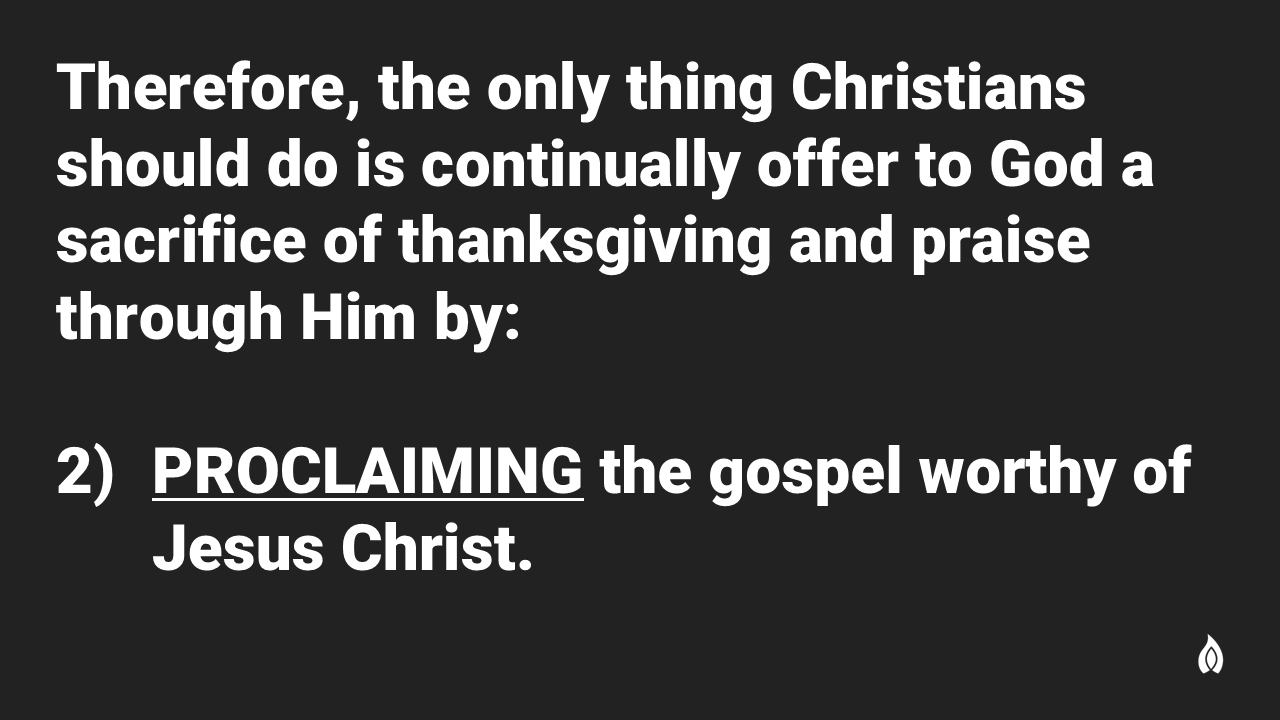 Therefore, the only thing Christians
should do is continually offer to God a
sacrifice of thanksgiving and praise
through Him by:
2) PROCLAIMING the gospel worthy of
Jesus Christ.